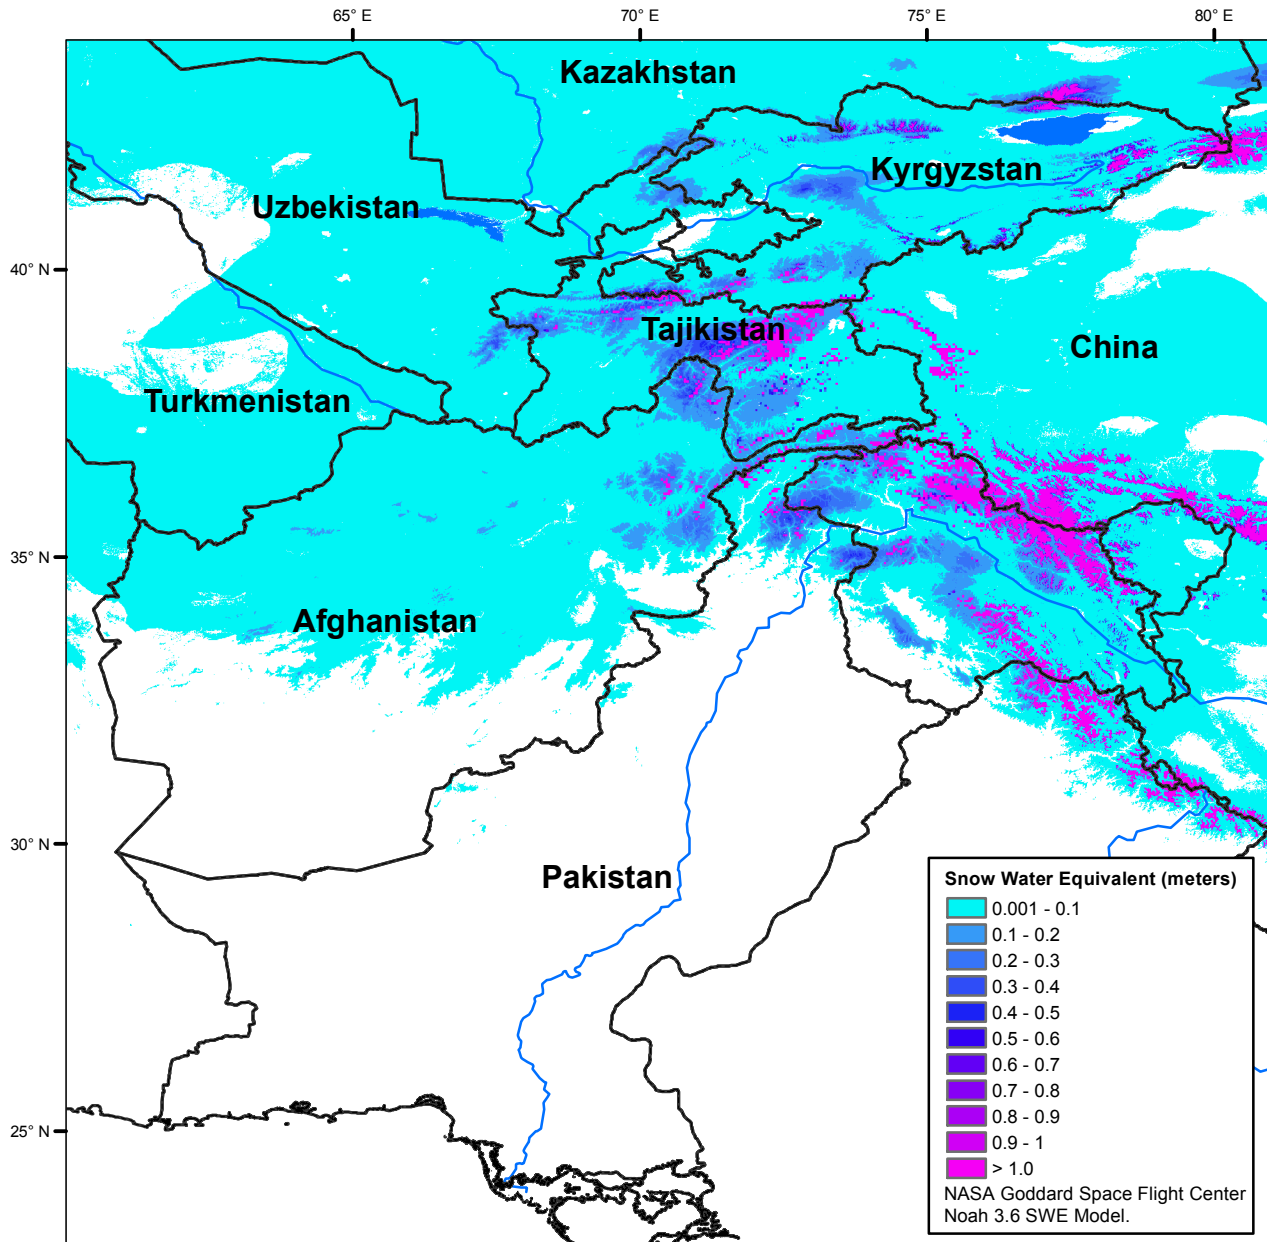 65° E
70° E
75° E
80° E
Kazakhstan
Kyrgyzstan
Uzbekistan
40° N
Tajikistan
China
Turkmenistan
35° N
Afghanistan
30° N
Pakistan
25° N
Snow Water Equivalent (meters)
0.001 - 0.1
0.1 - 0.2
0.2 - 0.3
0.3 - 0.4
0.4 - 0.5
0.5 - 0.6
0.6 - 0.7
0.7 - 0.8
0.8 - 0.9
0.9 - 1
> 1.0
NASA Goddard Space Flight Center
Noah 3.6 SWE Model.